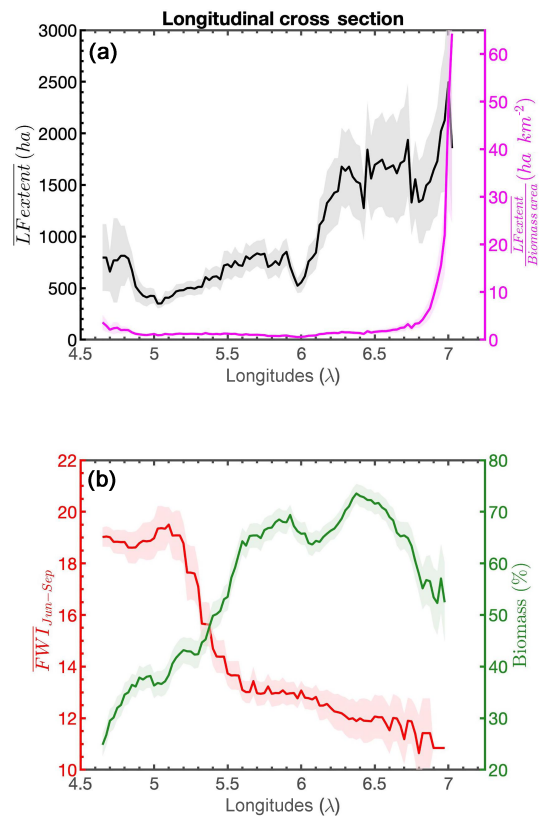 Longitudinal cross section
(a)
3000
2500
2000
1500
1000
500
0
LFextent (ha)
60
50
40
30
20
10
0
LFextent / Biomass area (ha km-2)
4.5 5 5.5 6 6.5 7
Longitudes (λ)
(b)
22
20
18
16
14
12
10
FWI Jun−Sep
80
70
60
50
40
30
20
Biomass (%)
4.5 5 5.5 6 6.5 7
Longitudes (λ)